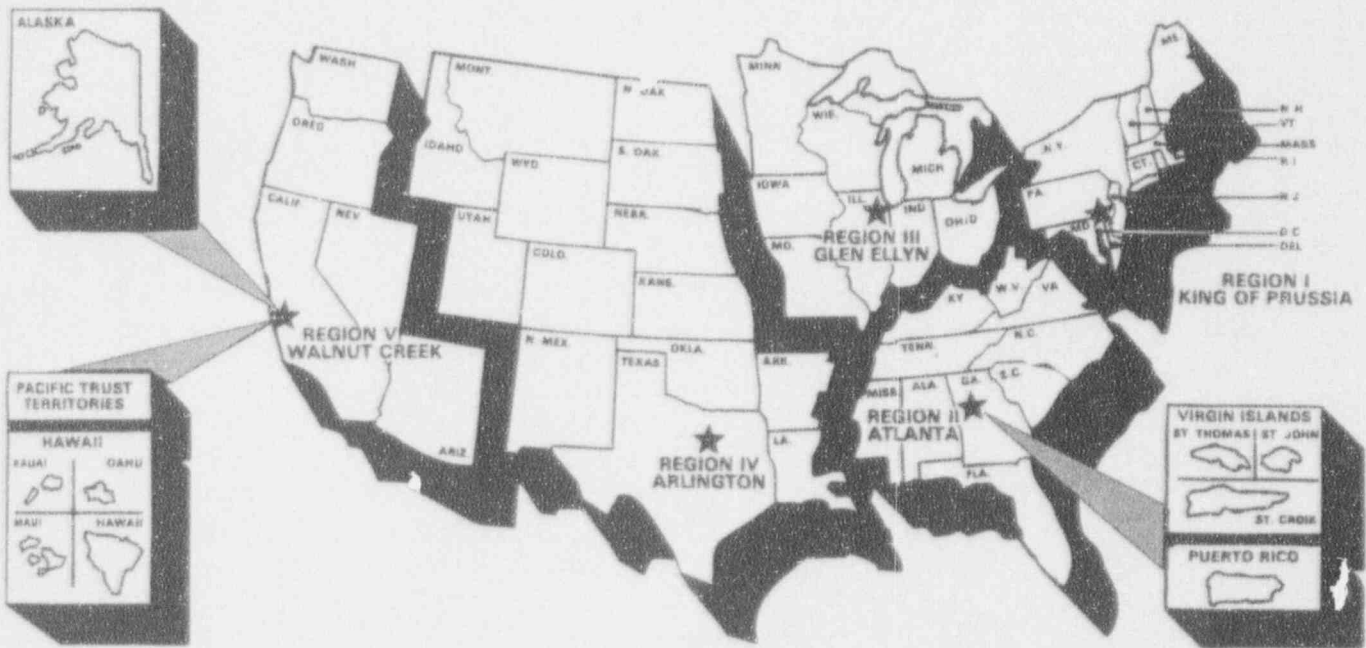 ALASKA
WASH
OREG
CALIF.
NEV.
IDAHO
MONT.
WYD.
UTAH
COLO.
ARIZ.
N. MEX.
N. DAK.
S. DAK.
NEBR.
KANS.
OKLA.
TEXAS
MINN
IOWA
MO.
ARK.
LA.
WIS.
ILL.
MICH
IND
OHIO
KY
TENN.
MISS.
ALA.
GA.
FLA.
S.C.
N.C.
VA
W.V.
MD.
PA.
N.Y.
CT.
ME.
N H
VT
MASS
R I
N J
D C
DEL
REGION V
WALNUT CREEK
REGION IV
ARLINGTON
REGION III
GLEN ELLYN
REGION II
ATLANTA
REGION I
KING OF PRUSSIA
PACIFIC TRUST
TERRITORIES
HAWAII
KAUAI OAHU
MAUI HAWAII
VIRGIN ISLANDS
ST THOMAS ST JOHN
ST. CROIX
PUERTO RICO